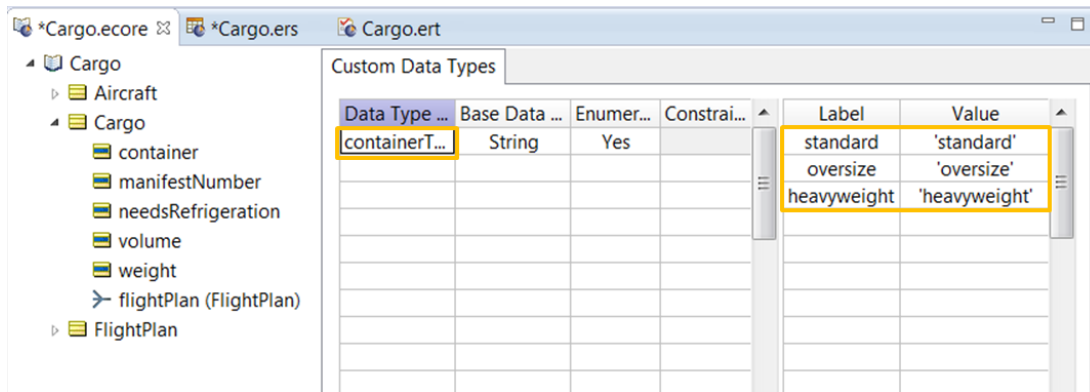 *Cargo.ecore *Cargo.ers Cargo.ert
Cargo
Aircraft
Cargo
container
manifestNumber
needsRefrigeration
volume
weight
flightPlan (FlightPlan)
FlightPlan
Custom Data Types
Data Type ... Base Data ... Enumer... Constrai... Label Value
containerT... String Yes standard 'standard'
oversize 'oversize'
heavyweight 'heavyweight'